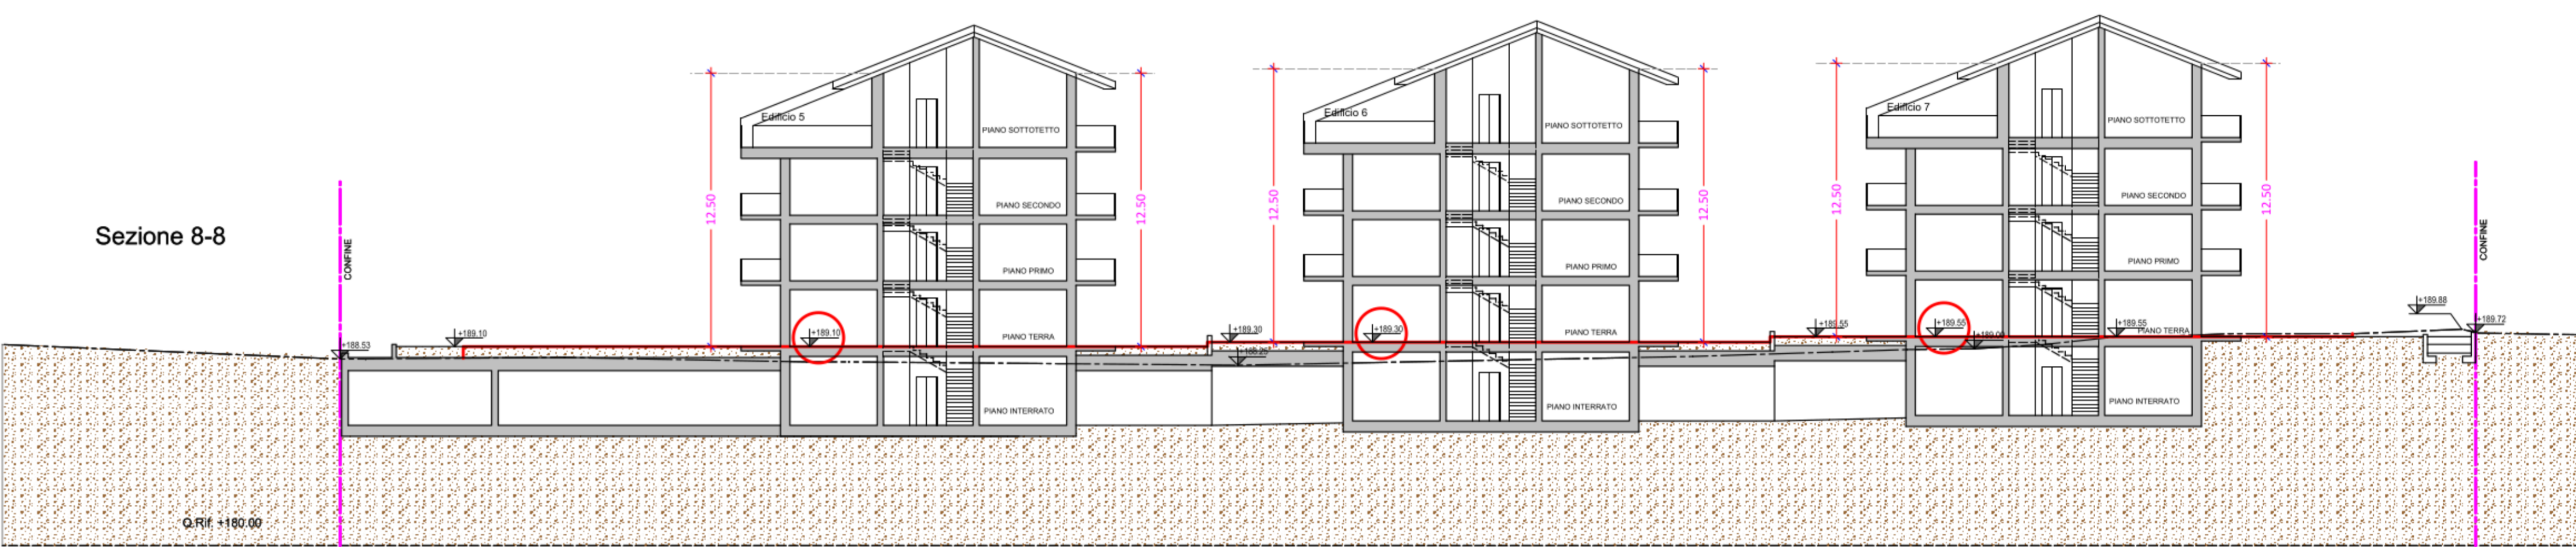 Edificio 5
Edificio 6
Edificio 7
PIANO SOTTOTETTO
PIANO SOTTOTETTO
PIANO SOTTOTETTO
12.50
12.50
12.50
12.50
12.50
12.50
PIANO SECONDO
PIANO SECONDO
PIANO SECONDO
Sezione 8-8
CONFINE
CONFINE
PIANO PRIMO
PIANO PRIMO
PIANO PRIMO
+189.88
+189.72
+188.53
+189.10
+189.10
PIANO TERRA
+189.30
+189.30
PIANO TERRA
+189.55
+189.55
+189.55
PIANO TERRA
PIANO INTERRATO
PIANO INTERRATO
PIANO INTERRATO
Q.Rif. +180.00